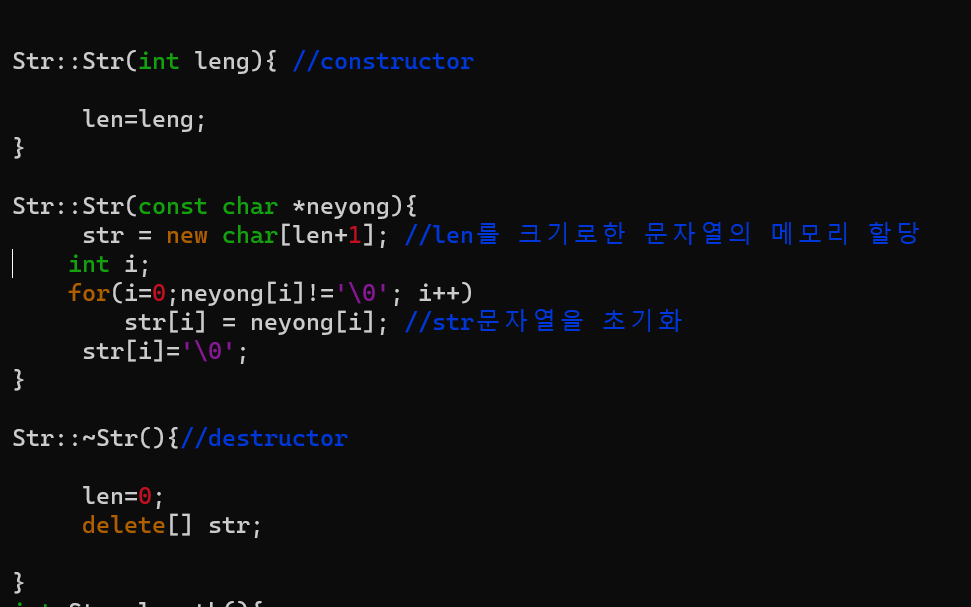 Str::Str(int leng){ //constructor
len=leng;
}
Str::Str(const char *neyong){
str = new char[len+1]; //len를 크기로한 문자열의 메모리 할당
int i;
for(i=0;neyong[i]!='\0'; i++)
str[i] = neyong[i]; //str문자열을 초기화
str[i]='\0';
}
Str::~Str(){//destructor
len=0;
delete[] str;
}